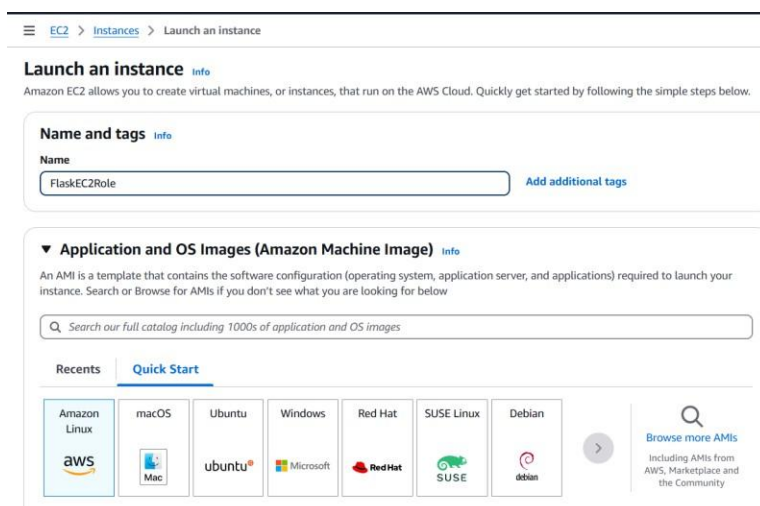 EC2 > Instances > Launch an instance
Launch an instance Info
Amazon EC2 allows you to create virtual machines, or instances, that run on the AWS Cloud. Quickly get started by following the simple steps below.
Name and tags Info
Name
FlaskEC2Role
Add additional tags
Application and OS Images (Amazon Machine Image) Info
An AMI is a template that contains the software configuration (operating system, application server, and applications) required to launch your
instance. Search or Browse for AMIs if you don't see what you are looking for below
Search our full catalog including 1000s of application and OS images
Recents
Quick Start
Amazon
Linux
aws
macOS
Mac
Ubuntu
ubuntu
Windows
Microsoft
Red Hat
Red Hat
SUSE Linux
SUSE
Debian
debian
Browse more AMIs
Including AMIs from
AWS, Marketplace and
the Community